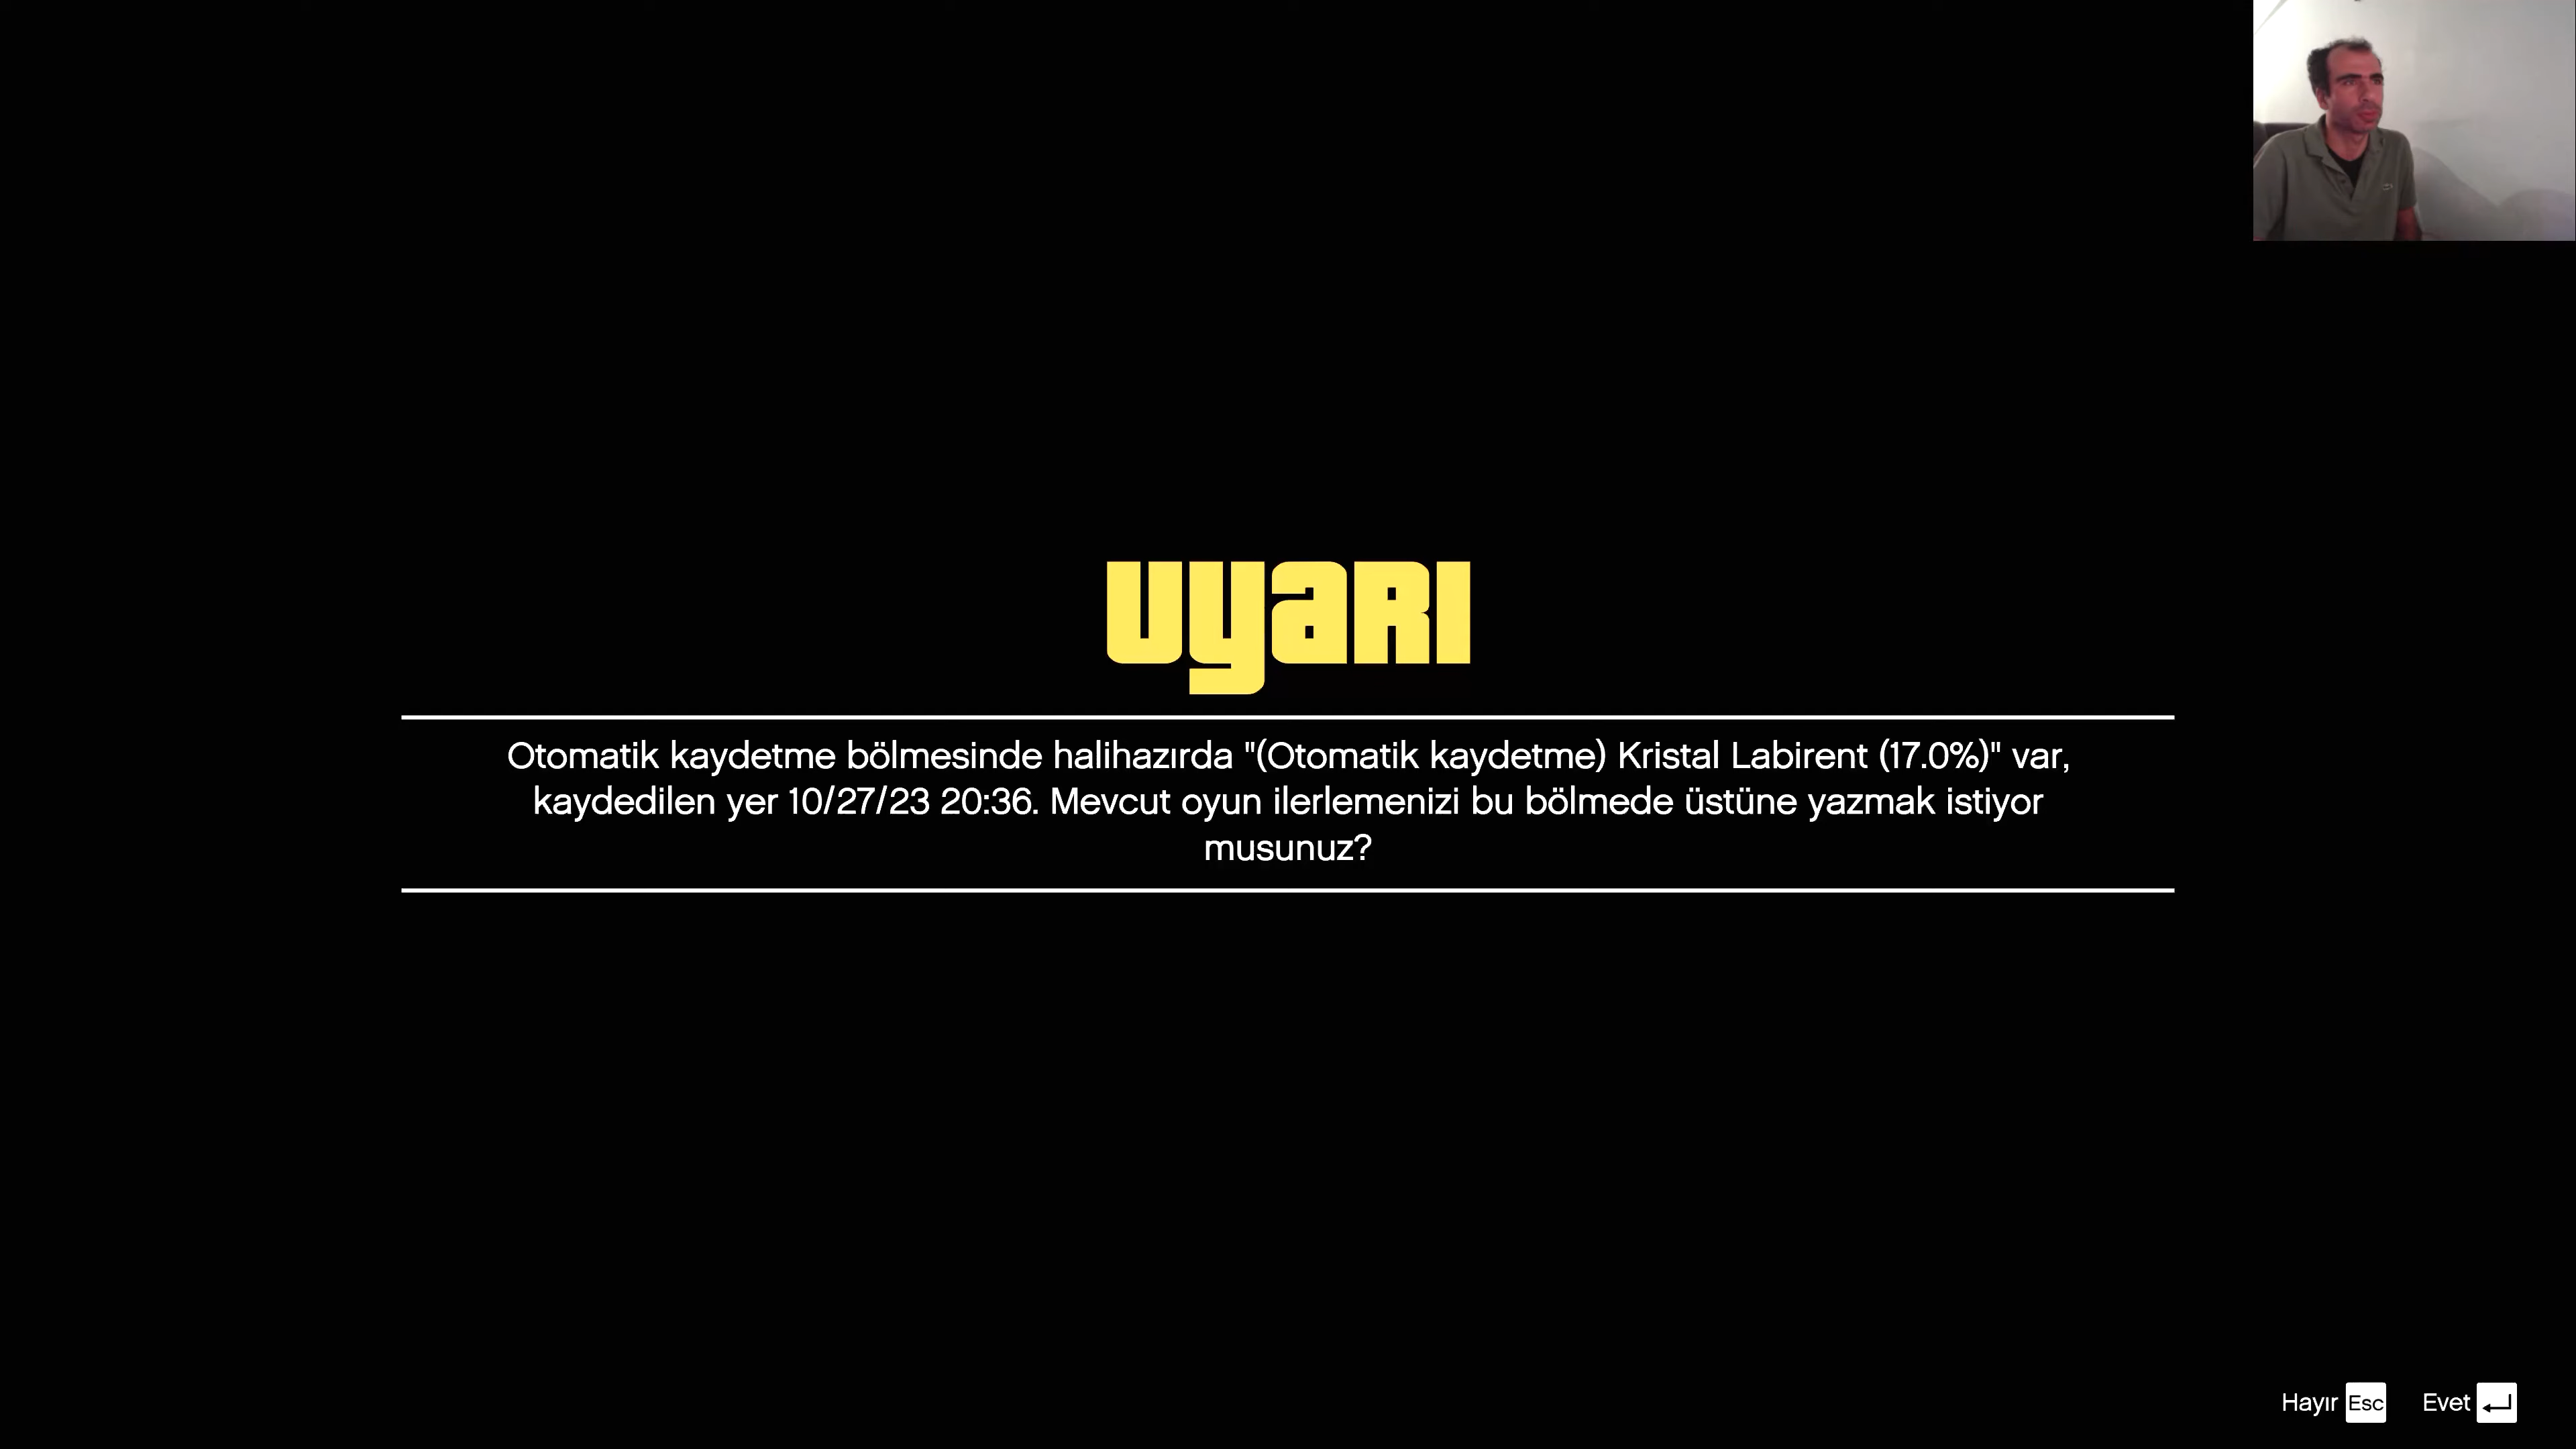 uyaRI
Otomatik kaydetme bölmesinde halihazırda "(Otomatik kaydetme) Kristal Labirent (17.0%)" var,
kaydedilen yer 10/27/23 20:36. Mevcut oyun ilerlemenizi bu bölmede üstüne yazmak istiyor
musunuz?
Hayır Esc Evet